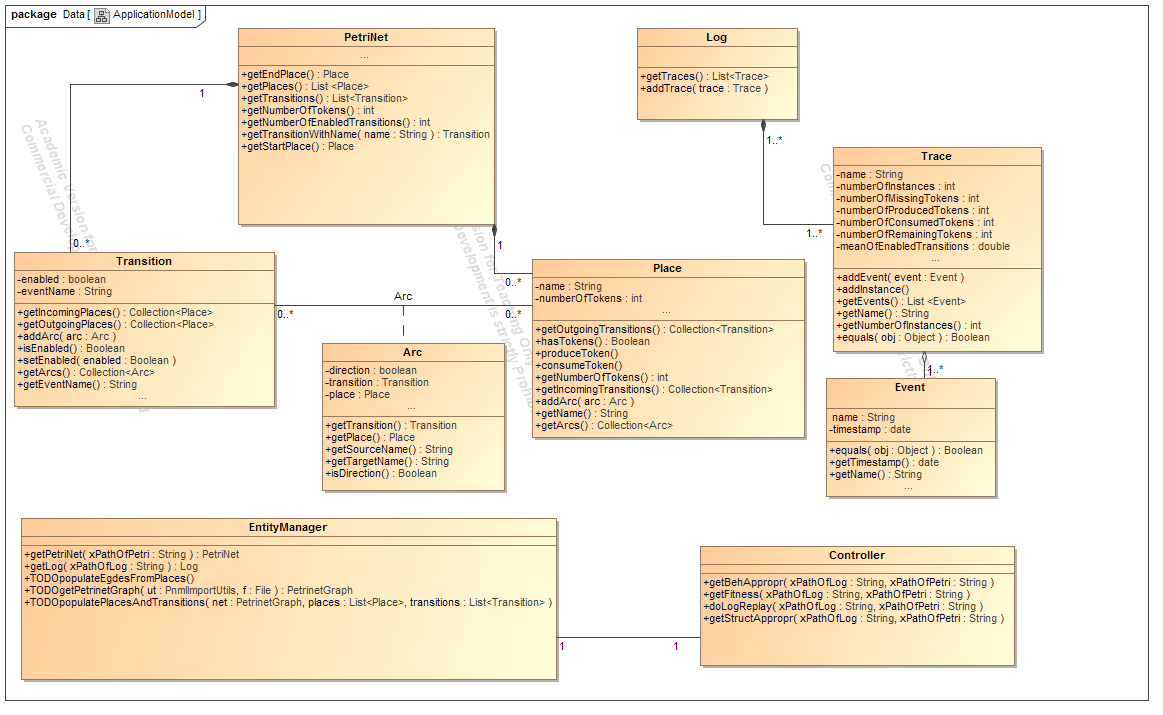 package Data [ ApplicationModel ]
PetriNet
...
+getEndPlace() : Place
+getPlaces() : List <Place>
+getTransitions() : List<Transition>
+getNumberOfTokens() : int
+getNumberOfEnabledTransitions() : int
+getTransitionWithName( name : String ) : Transition
+getStartPlace() : Place
Log
+getTraces() : List<Trace>
+addTrace( trace : Trace )
1
1..*
Trace
-name : String
-numberOfInstances : int
-numberOfMissingTokens : int
-numberOfProducedTokens : int
-numberOfConsumedTokens : int
-numberOfRemainingTokens : int
-meanOfEnabledTransitions : double
...
+addEvent( event : Event )
+addInstance()
+getEvents() : List <Event>
+getName() : String
+getNumberOfInstances() : int
+equals( obj : Object ) : Boolean
1..*
1..*
Academic Version for
Commercial Develop
0..*
1
0..*
Transition
-enabled : boolean
-eventName : String
+getIncomingPlaces() : Collection<Place>
+getOutgoingPlaces() : Collection<Place>
+addArc( arc : Arc )
+isEnabled() : Boolean
+setEnabled( enabled : Boolean )
+getArcs() : Collection<Arc>
+getEventName() : String
...
sion for Teaching Only
Development is strictly Prohib
Place
-name : String
-numberOfTokens : int
...
+getOutgoingTransitions() : Collection<Transition>
+hasTokens() : Boolean
+produceToken()
+consumeToken()
+getNumberOfTokens() : int
+getIncomingTransitions() : Collection<Transition>
+addArc( arc : Arc )
+getName() : String
+getArcs() : Collection<Arc>
Arc
0..*
0..*
Arc
-direction : boolean
-transition : Transition
-place : Place
...
+getTransition() : Transition
+getPlace() : Place
+getSourceName() : String
+getTargetName() : String
+isDirection() : Boolean
Event
name : String
-timestamp : date
+equals( obj : Object ) : Boolean
+getTimestamp() : date
+getName() : String
...
EntityManager
+getPetriNet( xPathOfPetri : String ) : PetriNet
+getLog( xPathOfLog : String ) : Log
+TODOpopulateEgdesFromPlaces()
+TODOgetPetrinetGraph( ut : PnmlImportUtils, f : File ) : PetrinetGraph
+TODOpopulatePlacesAndTransitions( net : PetrinetGraph, places : List<Place>, transitions : List<Transition> )
Controller
+getBehAppropr( xPathOfLog : String, xPathOfPetri : String )
+getFitness( xPathOfLog : String, xPathOfPetri : String )
+doLogReplay( xPathOfLog : String, xPathOfPetri : String )
+getStructAppropr( xPathOfLog : String, xPathOfPetri : String )
1
1